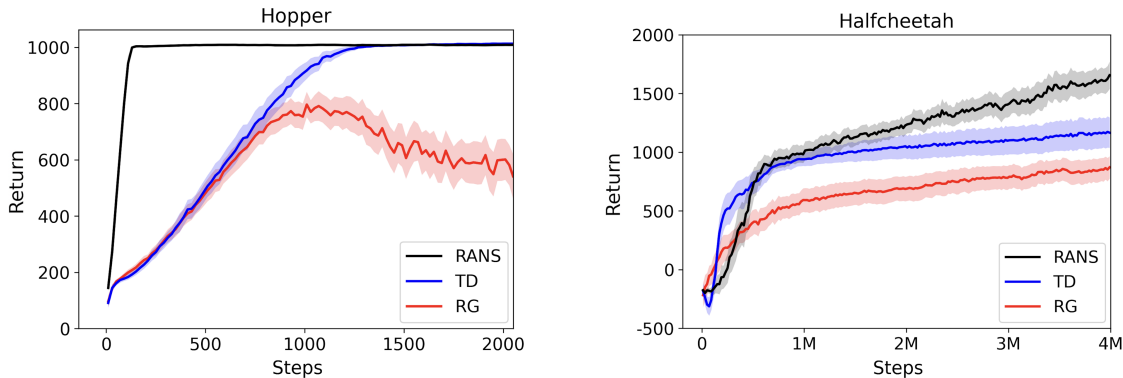 Hopper
1000
800
600
400
200
0
Return
0 500 1000 1500 2000
Steps
RANS
TD
RG
Halfcheetah
2000
1500
1000
500
0
-500
Return
0 1M 2M 3M 4M
Steps
RANS
TD
RG